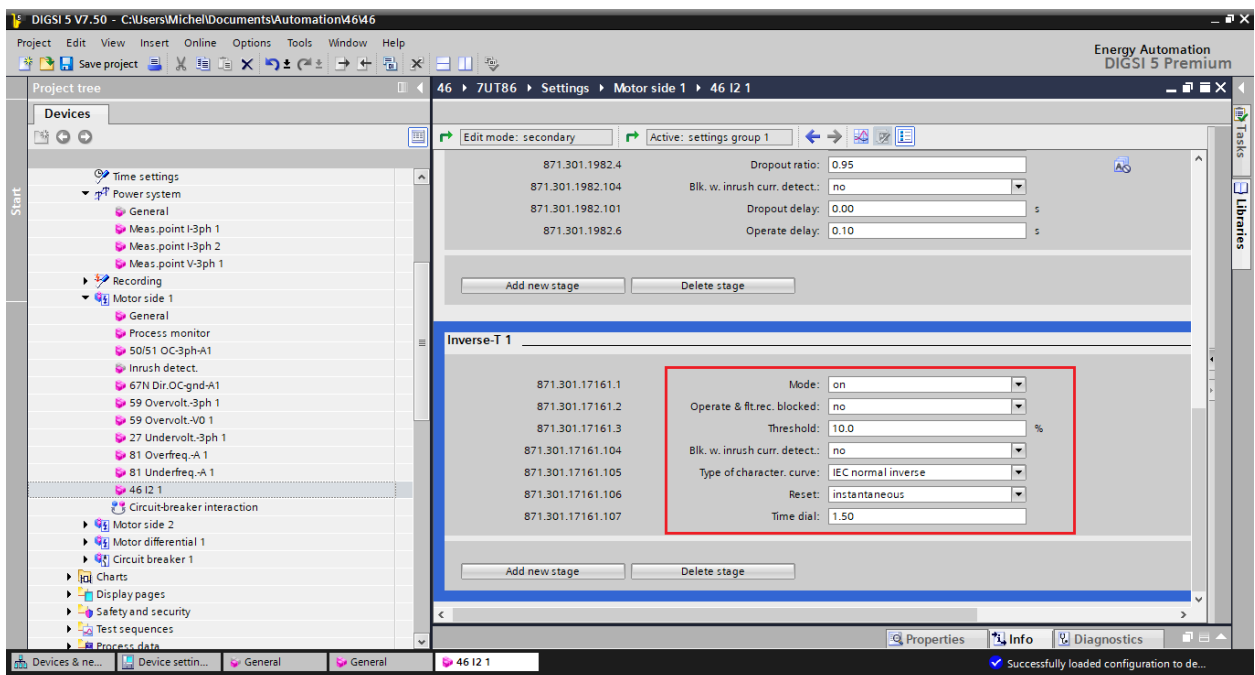 DIGSI 5 V7.50 - C:\Users\Michel\Documents\Automation\46\46
Project Edit View Insert Online Options Tools Window Help
Energy Automation
DIGSI 5 Premium
Save project
Project tree
46 ▸ 7UT86 ▸ Settings ▸ Motor side 1 ▸ 46 I2 1
Devices
Edit mode: secondary
Active: settings group 1
Start
Tasks
Libraries
Time settings
Power system
General
Meas.point I-3ph 1
Meas.point I-3ph 2
Meas.point V-3ph 1
Recording
Motor side 1
General
Process monitor
50/51 OC-3ph-A1
Inrush detect.
67N Dir.OC-gnd-A1
59 Overvolt.-3ph 1
59 Overvolt.-V0 1
27 Undervolt.-3ph 1
81 Overfreq.-A 1
81 Underfreq.-A 1
46 I2 1
Circuit-breaker interaction
Motor side 2
Motor differential 1
Circuit breaker 1
Charts
Display pages
Safety and security
Test sequences
Process data
871.301.1982.4 Dropout ratio: 0.95
871.301.1982.104 Blk. w. inrush curr. detect.: no
871.301.1982.101 Dropout delay: 0.00 s
871.301.1982.6 Operate delay: 0.10 s
Add new stage Delete stage
Inverse-T 1
871.301.17161.1 Mode: on
871.301.17161.2 Operate & flt.rec. blocked: no
871.301.17161.3 Threshold: 10.0 %
871.301.17161.104 Blk. w. inrush curr. detect.: no
871.301.17161.105 Type of character. curve: IEC normal inverse
871.301.17161.106 Reset: instantaneous
871.301.17161.107 Time dial: 1.50
Add new stage Delete stage
Properties Info Diagnostics
Devices & ne... Device settin... General General 46 I2 1
Successfully loaded configuration to de...